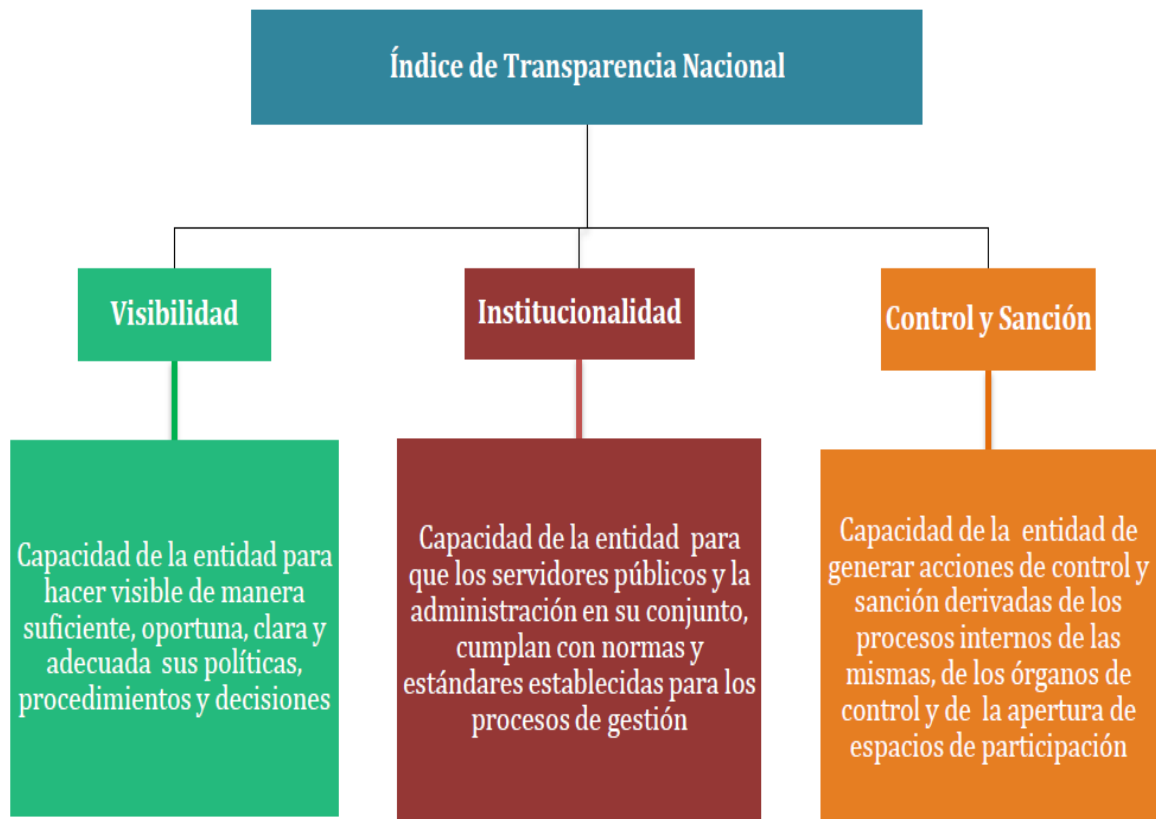 Índice de Transparencia Nacional
Visibilidad
Institucionalidad
Control y Sanción
Capacidad de la entidad para
hacer visible de manera
suficiente, oportuna, clara y
adecuada sus políticas,
procedimientos y decisiones
Capacidad de la entidad para
que los servidores públicos y la
administración en su conjunto,
cumplan con normas y
estándares establecidas para los
procesos de gestión
Capacidad de la entidad de
generar acciones de control y
sanción derivadas de los
procesos internos de las
mismas, de los órganos de
control y de la apertura de
espacios de participación